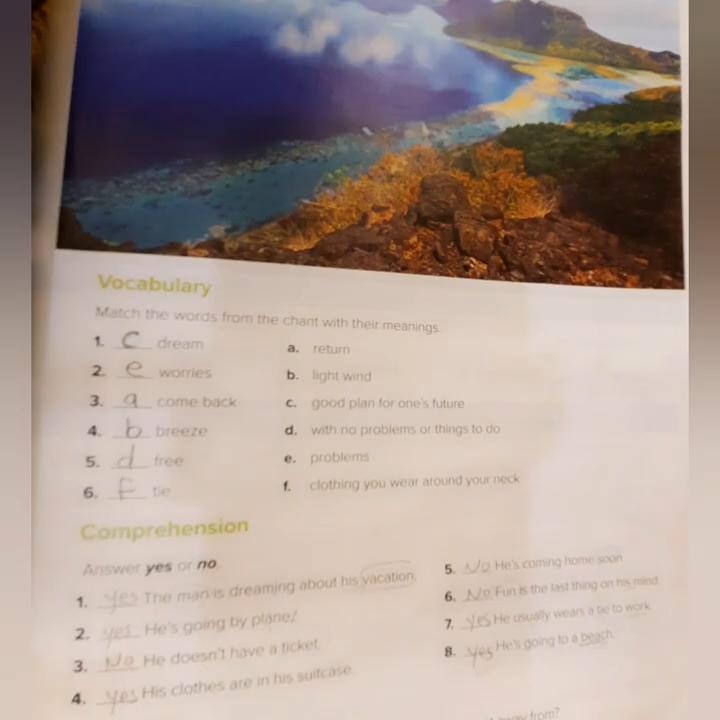 Vocabulary
Match the words from the chant with their meanings.
1. c dream
2. e worries
3. a come back
4. b breeze
5. d free
6. f tie
a. return
b. light wind
c. good plan for one's future
d. with no problems or things to do
e. problems
f. clothing you wear around your neck
Comprehension
Answer yes or no.
1. yes The man is dreaming about his vacation.
2. yes He's going by plane.
3. No He doesn't have a ticket.
4. yes His clothes are in his suitcase.
5. No He's coming home soon.
6. No Fun is the last thing on his mind.
7. yes He usually wears a tie to work.
8. yes He's going to a beach.
from?